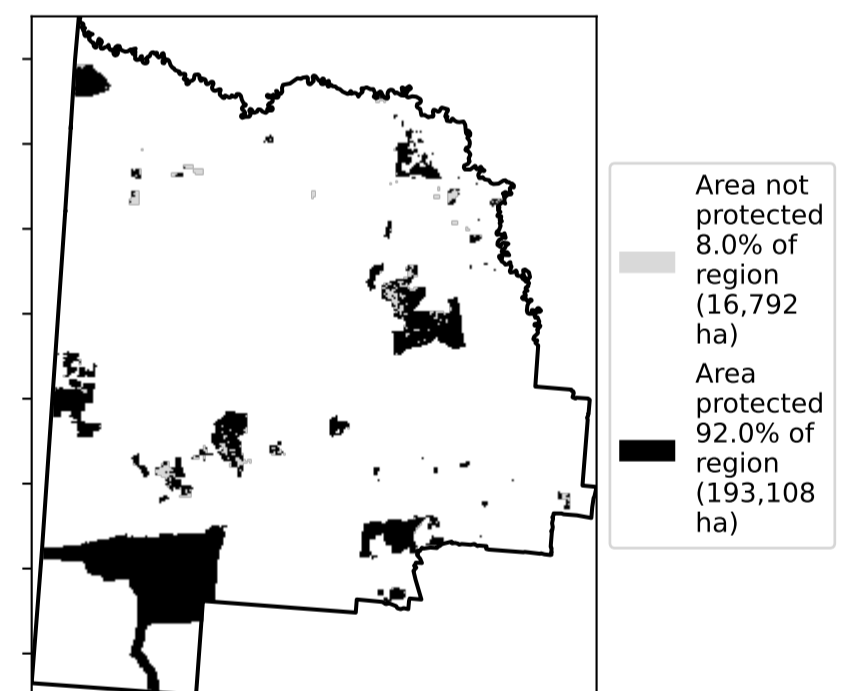 Area not
protected
8.0% of
region
(16,792
ha)
Area
protected
92.0% of
region
(193,108
ha)